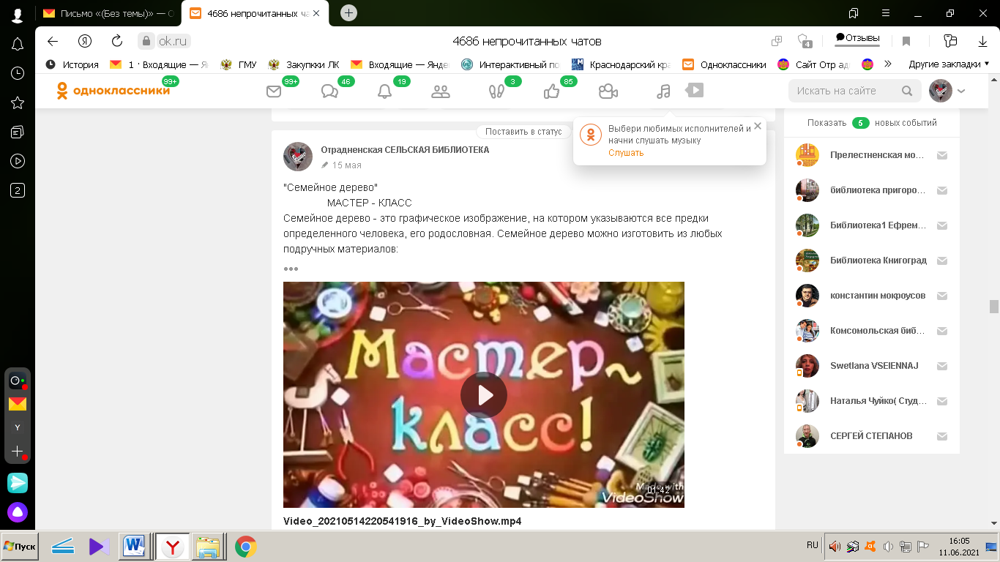 Письмо «(Без темы)» — О
4686 непрочитанных ча
ok.ru
4686 непрочитанных чатов
4
Отзывы
История
1 · Входящие — Ян
ГМУ
Закупкки ЛК
Входящие — Яндек
Интерактивный по
Краснодарский кра
Одноклассники
Сайт Отр ад
Другие закладки
одноклассники
99+
99+
46
19
3
85
Искать на сайте
2
Поставить в статус
Выбери любимых исполнителей и
начни слушать музыку
Слушать
Отрадненская СЕЛЬСКАЯ БИБЛИОТЕКА
15 мая
"Семейное дерево"
МАСТЕР - КЛАСС
Семейное дерево - это графическое изображение, на котором указываются все предки
определенного человека, его родословная. Семейное дерево можно изготовить из любых
подручных материалов:
Мастер~
класс!
01:42
Made with
VideoShow
Video_20210514220541916_by_VideoShow.mp4
Показать 5 новых событий
Прелестненская мо...
библиотека пригоро...
Библиотека1 Ефрем...
Библиотека Книгоград
константин мокроусов
Комсомольская биб...
Swetlana VSEIENNAJ
Наталья Чуйко( Студ...
СЕРГЕЙ СТЕПАНОВ
Y
Пуск
RU
16:05
11.06.2021